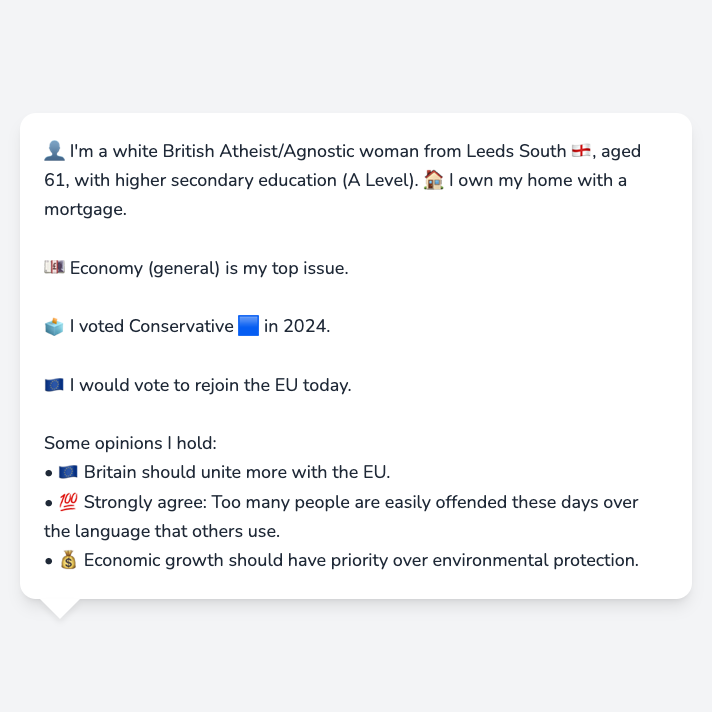 👤 I'm a white British Atheist/Agnostic woman from Leeds South 🏴󠁧󠁢󠁥󠁮󠁧󠁿, aged
61, with higher secondary education (A Level). 🏠 I own my home with a
mortgage.
💷 Economy (general) is my top issue.
🗳️ I voted Conservative 🟦 in 2024.
🇪🇺 I would vote to rejoin the EU today.
Some opinions I hold:
• 🇪🇺 Britain should unite more with the EU.
• 💯 Strongly agree: Too many people are easily offended these days over
the language that others use.
• 💰 Economic growth should have priority over environmental protection.